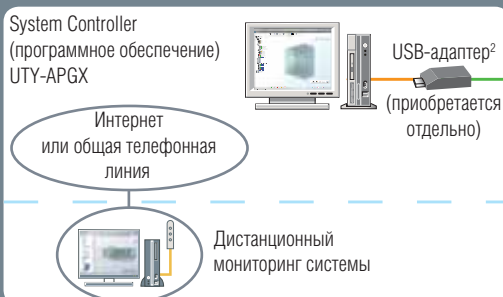 System Controller
(программное обеспечение)
UTY-APGX
USB-адаптер²
(приобретается
отдельно)
Интернет
или общая телефонная
линия
Дистанционный
мониторинг системы